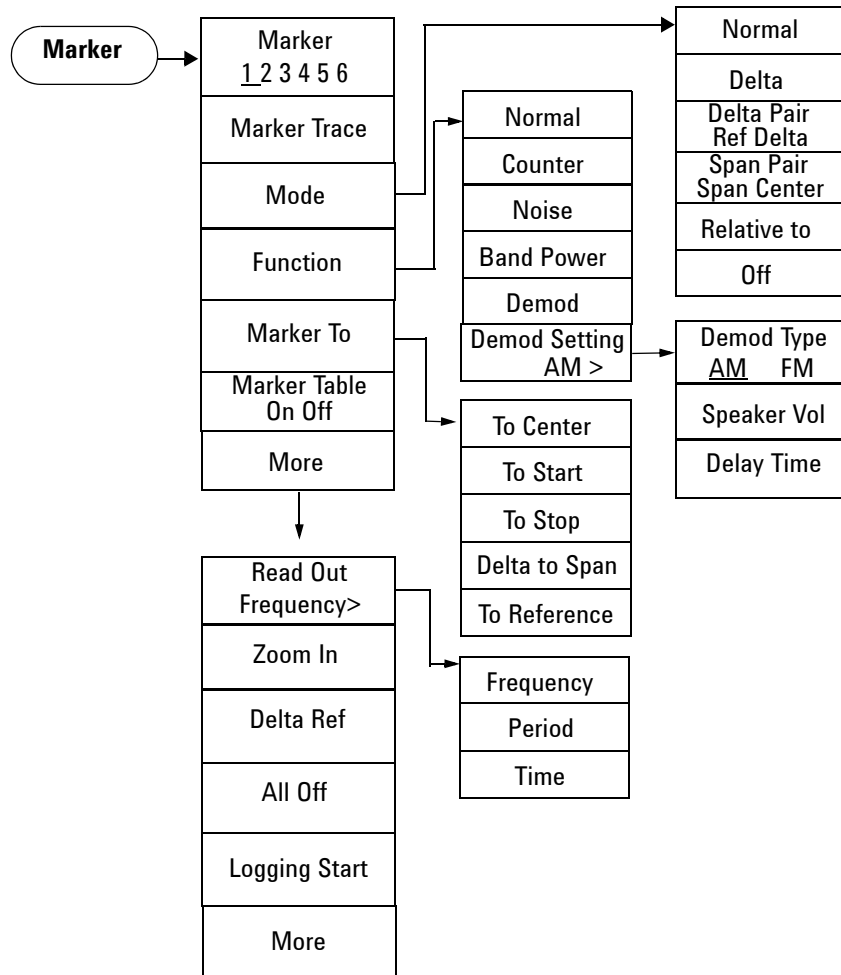 Marker
Marker
1 2 3 4 5 6
Marker Trace
Mode
Function
Marker To
Marker Table
On Off
More
Read Out
Frequency>
Zoom In
Delta Ref
All Off
Logging Start
More
Normal
Counter
Noise
Band Power
Demod
Demod Setting
AM >
To Center
To Start
To Stop
Delta to Span
To Reference
Frequency
Period
Time
Normal
Delta
Delta Pair
Ref Delta
Span Pair
Span Center
Relative to
Off
Demod Type
AM FM
Speaker Vol
Delay Time